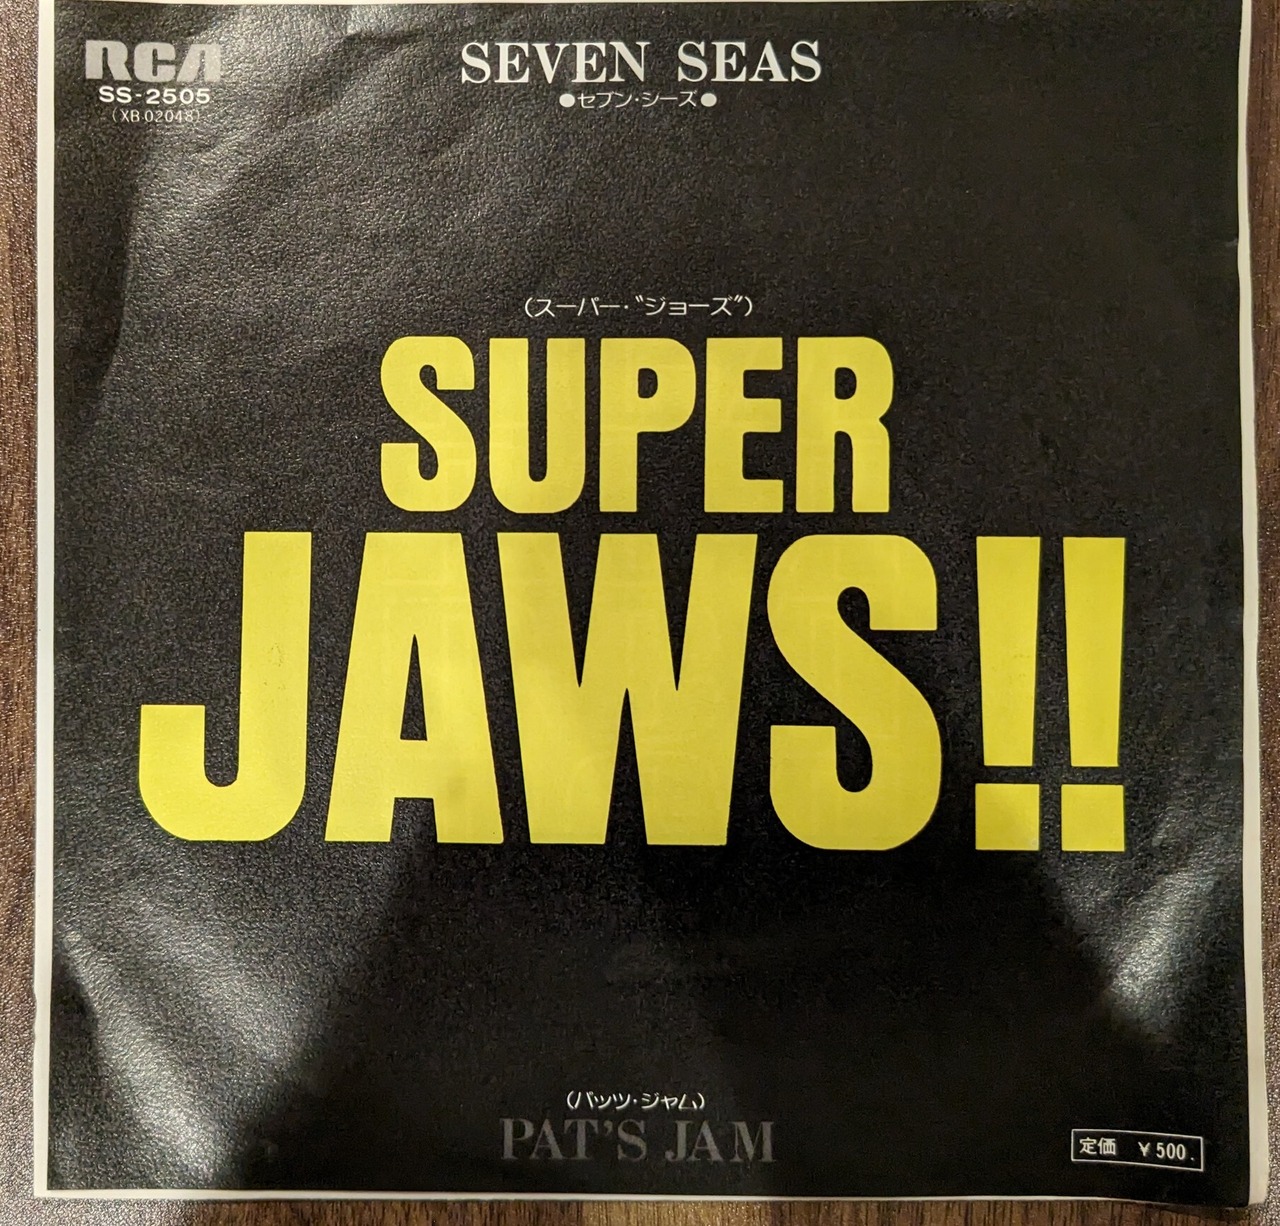 RCA
SS-2505
(XB-02048)
SEVEN SEAS
●セブン・シーズ●
(スーパー・〝ジョーズ〞)
SUPER
JAWS!!
(パッツ・ジャム)
PAT'S JAM
定価 ¥500.